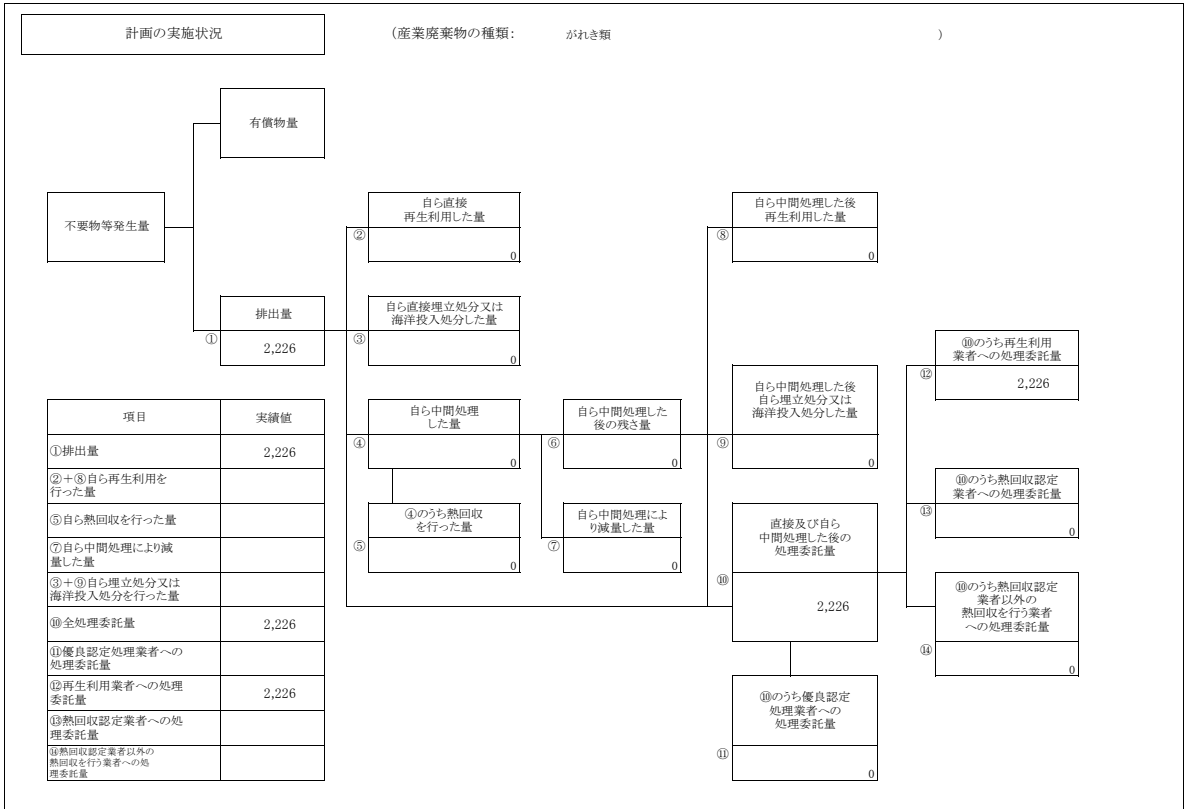 計画の実施状況
（産業廃棄物の種類： がれき類 ）
有償物量
不要物等発生量
自ら直接
再生利用した量
②
0
自ら中間処理した後
再生利用した量
⑧
0
排出量
①
2,226
自ら直接埋立処分又は
海洋投入処分した量
③
0
⑩のうち再生利用
業者への処理委託量
⑫
2,226
自ら中間処理した後
自ら埋立処分又は
海洋投入処分した量
⑨
0
自ら中間処理
した量
④
0
自ら中間処理した
後の残さ量
⑥
0
④のうち熱回収
を行った量
⑤
0
自ら中間処理によ
り減量した量
⑦
0
直接及び自ら
中間処理した後の
処理委託量
⑩
2,226
⑩のうち熱回収認定
業者への処理委託量
⑬
0
⑩のうち熱回収認定
業者以外の
熱回収を行う業者
への処理委託量
⑭
0
⑩のうち優良認定
処理業者への
処理委託量
⑪
0
項目 実績値
①排出量 2,226
②＋⑧自ら再生利用を
行った量
⑤自ら熱回収を行った量
⑦自ら中間処理により減
量した量
③＋⑨自ら埋立処分又は
海洋投入処分を行った量
⑩全処理委託量 2,226
⑪優良認定処理業者への
処理委託量
⑫再生利用業者への処理
委託量 2,226
⑬熱回収認定業者への処
理委託量
⑭熱回収認定業者以外の
熱回収を行う業者への処
理委託量